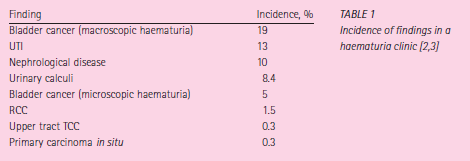 Finding Incidence, %
Bladder cancer (macroscopic haematuria) 19
UTI 13
Nephrological disease 10
Urinary calculi 8.4
Bladder cancer (microscopic haematuria) 5
RCC 1.5
Upper tract TCC 0.3
Primary carcinoma in situ 0.3
TABLE 1
Incidence of findings in a
haematuria clinic [2,3]